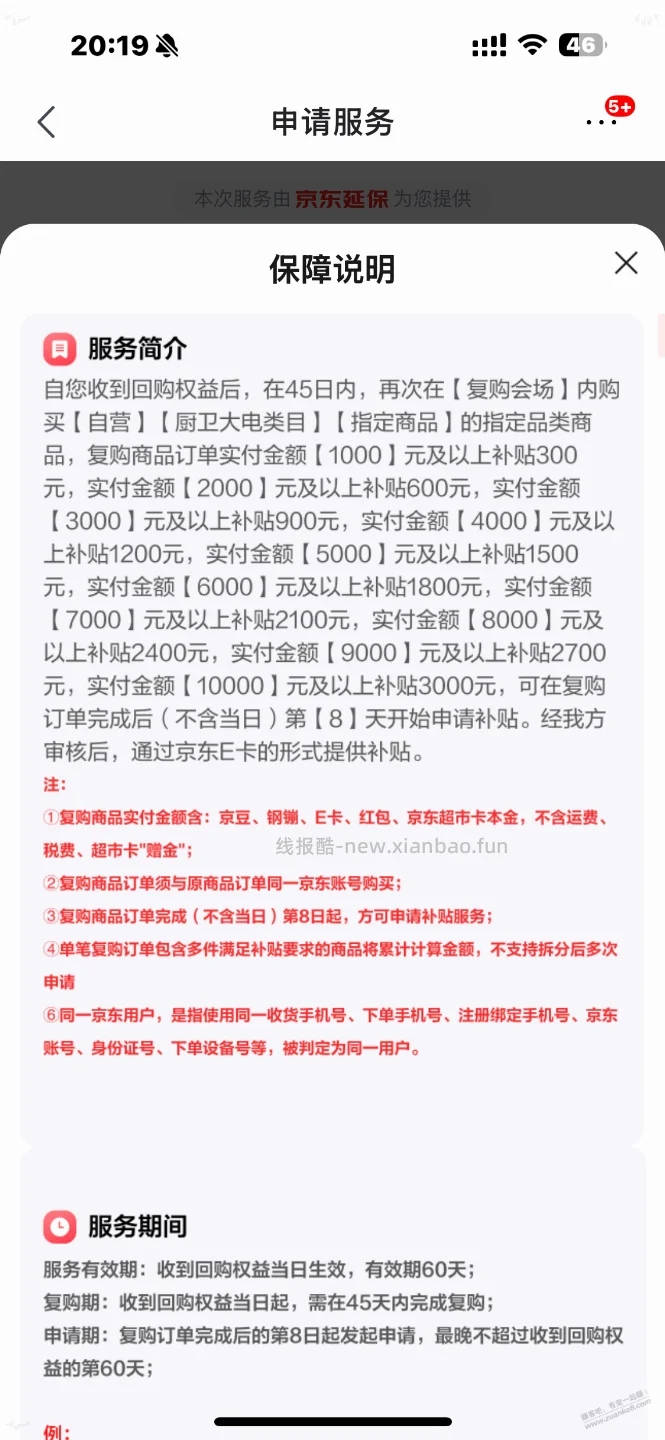 20:19
46
申请服务
5+
本次服务由 京东延保 为您提供
保障说明
服务简介
自您收到回购权益后，在45日内，再次在【复购会场】内购
买【自营】【厨卫大电类目】【指定商品】的指定品类商
品，复购商品订单实付金额【1000】元及以上补贴300
元，实付金额【2000】元及以上补贴600元，实付金额
【3000】元及以上补贴900元，实付金额【4000】元及以
上补贴1200元，实付金额【5000】元及以上补贴1500
元，实付金额【6000】元及以上补贴1800元，实付金额
【7000】元及以上补贴2100元，实付金额【8000】元及
以上补贴2400元，实付金额【9000】元及以上补贴2700
元，实付金额【10000】元及以上补贴3000元，可在复购
订单完成后（不含当日）第【8】天开始申请补贴。经我方
审核后，通过京东E卡的形式提供补贴。
注：
①复购商品实付金额含：京豆、钢镚、E卡、红包、京东超市卡本金，不含运费、
税费、超市卡"赠金"；
线报酷-new.xianbao.fun
②复购商品订单须与原商品订单同一京东账号购买；
③复购商品订单完成（不含当日）第8日起，方可申请补贴服务；
④单笔复购订单包含多件满足补贴要求的商品将累计计算金额，不支持拆分后多次
申请
⑥同一京东用户，是指使用同一收货手机号、下单手机号、注册绑定手机号、京东
账号、身份证号、下单设备号等，被判定为同一用户。
服务期间
服务有效期：收到回购权益当日生效，有效期60天；
复购期：收到回购权益当日起，需在45天内完成复购；
申请期：复购订单完成后的第8日起发起申请，最晚不超过收到回购权
益的第60天；
例：
赚客吧，有奖一起赚！
www.zuanke8.com